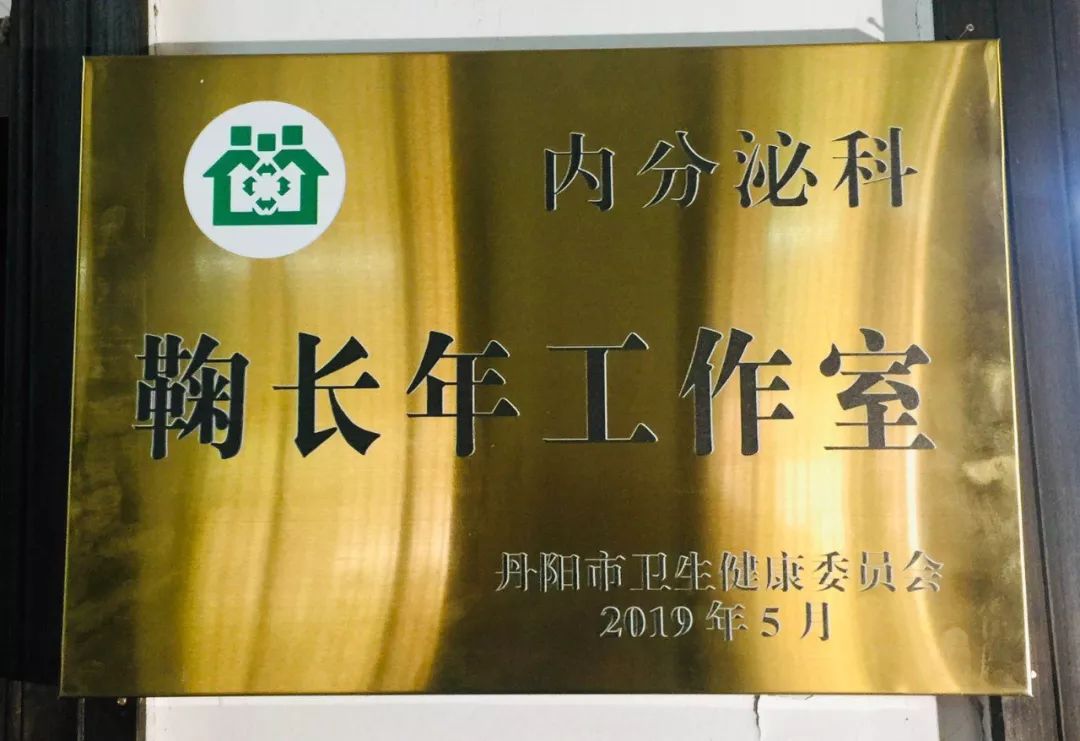 内分泌科
鞠长年工作室
丹阳市卫生健康委员会
2019年5月